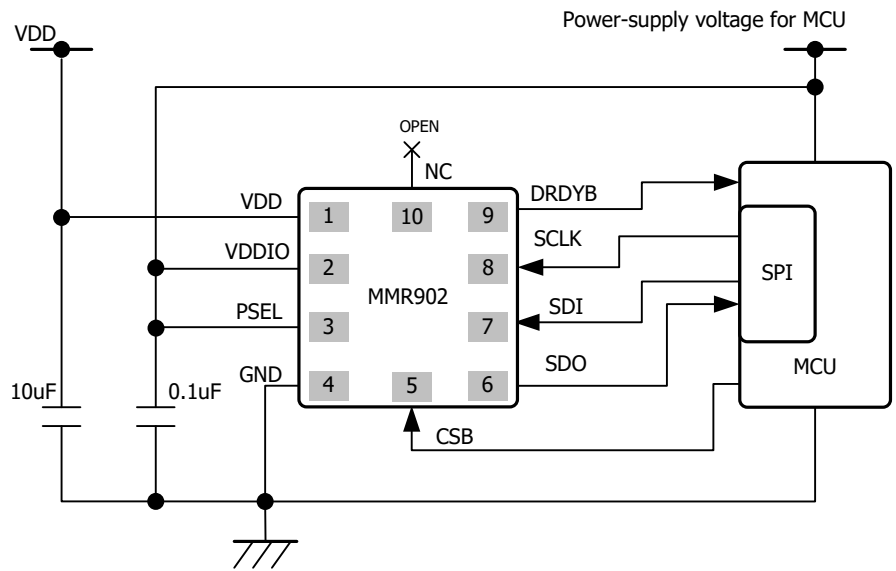 VDD
Power-supply voltage for MCU
OPEN
NC
VDD
1
10
9
DRDYB
VDDIO
2
8
SCLK
MMR902
SPI
PSEL
3
7
SDI
GND
4
5
6
SDO
MCU
10uF
0.1uF
CSB